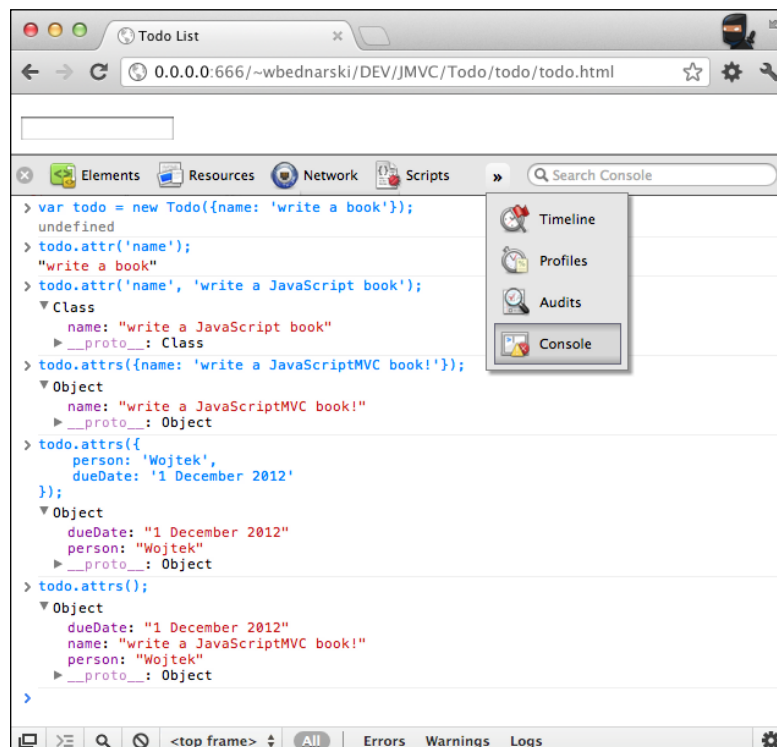 Todo List
0.0.0.0:666/~wbednarski/DEV/JMVC/Todo/todo/todo.html
Elements Resources Network Scripts » Search Console
Timeline
Profiles
Audits
Console
> var todo = new Todo({name: 'write a book'});
undefined
> todo.attr('name');
"write a book"
> todo.attr('name', 'write a JavaScript book');
▼Class
name: "write a JavaScript book"
▶__proto__: Class
> todo.attrs({name: 'write a JavaScriptMVC book!'});
▼Object
name: "write a JavaScriptMVC book!"
▶__proto__: Object
> todo.attrs({
person: 'Wojtek',
dueDate: '1 December 2012'
});
▼Object
dueDate: "1 December 2012"
person: "Wojtek"
▶__proto__: Object
> todo.attrs();
▼Object
dueDate: "1 December 2012"
name: "write a JavaScriptMVC book!"
person: "Wojtek"
▶__proto__: Object
>
<top frame> All Errors Warnings Logs